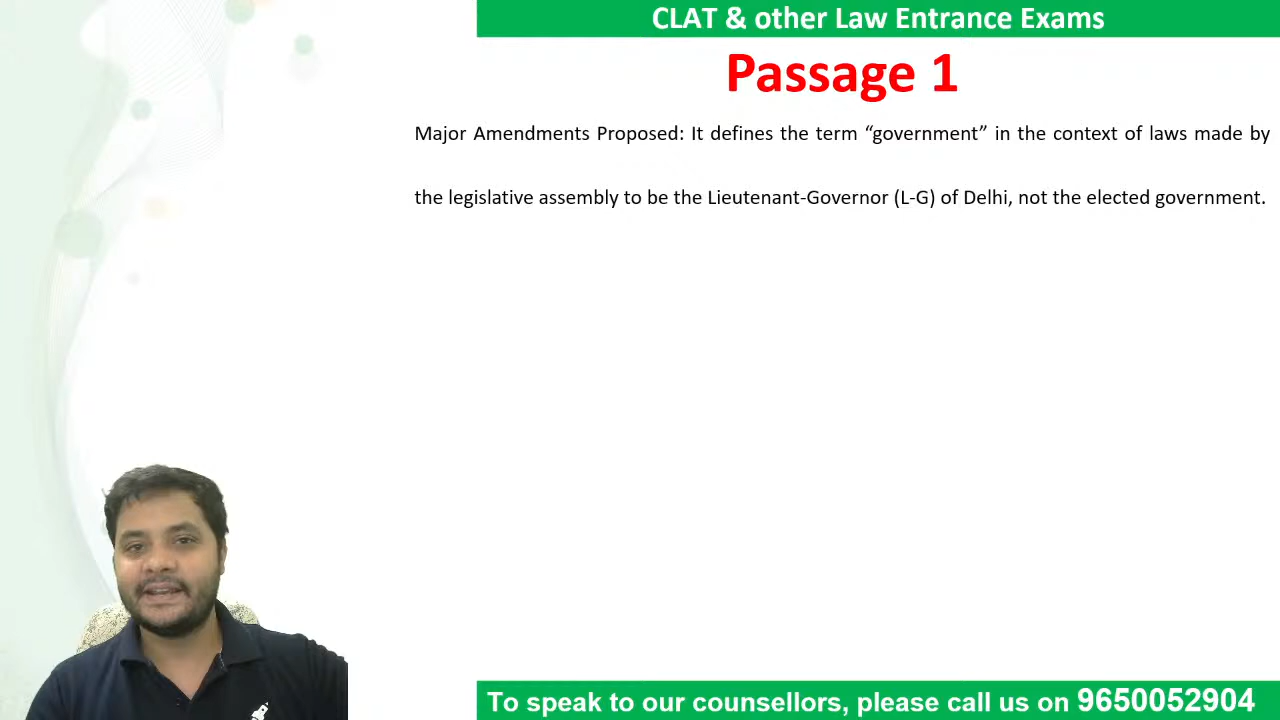 CLAT & other Law Entrance Exams
Passage 1
Major Amendments Proposed: It defines the term “government” in the context of laws made by
the legislative assembly to be the Lieutenant-Governor (L-G) of Delhi, not the elected government.
To speak to our counsellors, please call us on 9650052904